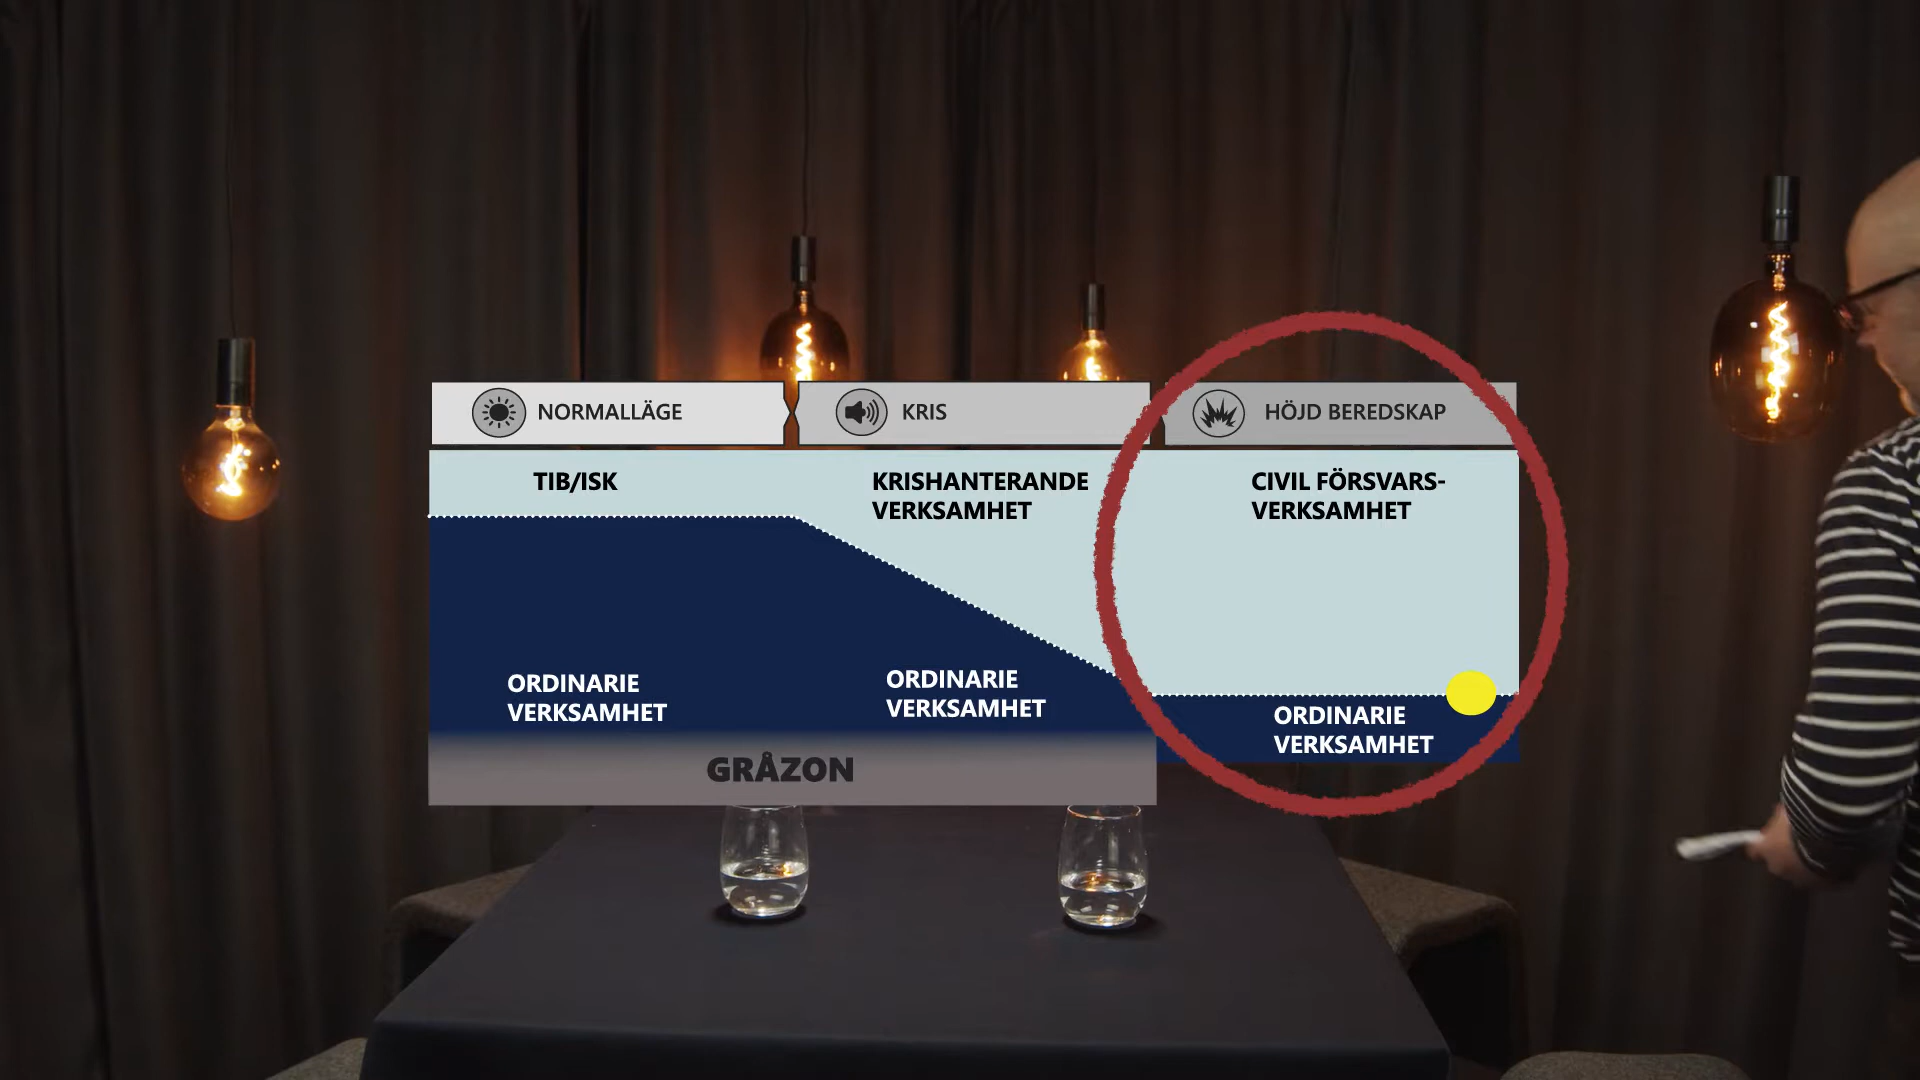 NORMALLÄGE
KRIS
HÖJD BEREDSKAP
TIB/ISK
KRISHANTERANDE
VERKSAMHET
CIVIL FÖRSVARS-
VERKSAMHET
ORDINARIE
VERKSAMHET
ORDINARIE
VERKSAMHET
ORDINARIE
VERKSAMHET
GRÅZON